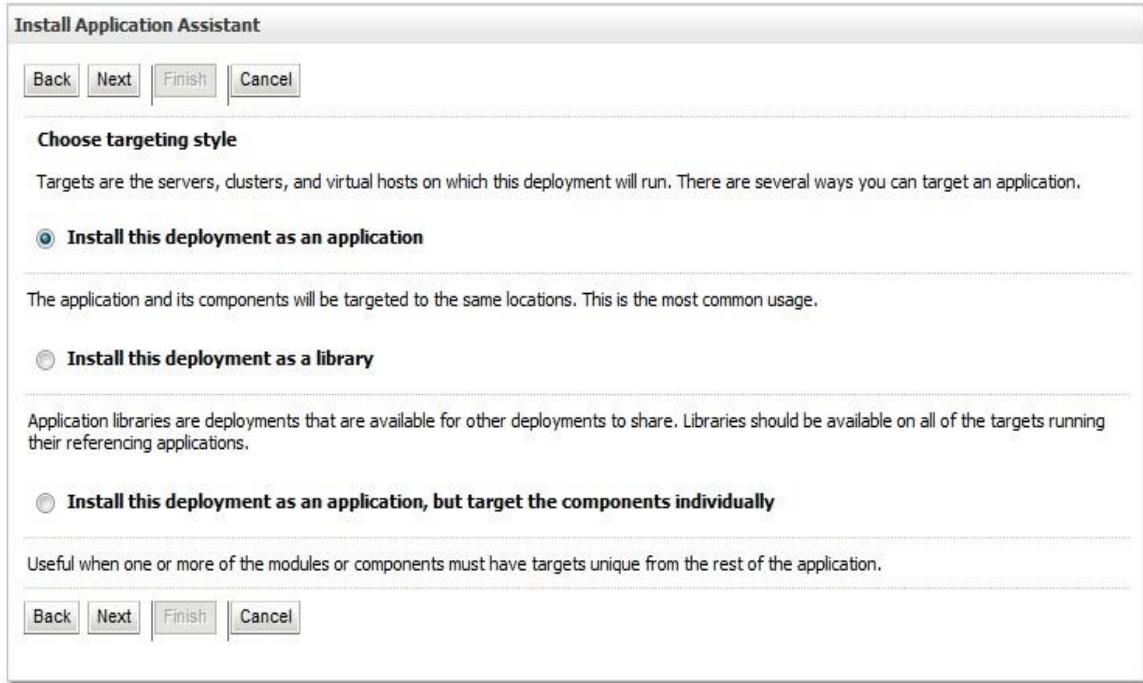 Install Application Assistant
Back Next Finish Cancel
Choose targeting style
Targets are the servers, clusters, and virtual hosts on which this deployment will run. There are several ways you can target an application.
Install this deployment as an application
The application and its components will be targeted to the same locations. This is the most common usage.
Install this deployment as a library
Application libraries are deployments that are available for other deployments to share. Libraries should be available on all of the targets running
their referencing applications.
Install this deployment as an application, but target the components individually
Useful when one or more of the modules or components must have targets unique from the rest of the application.
Back Next Finish Cancel